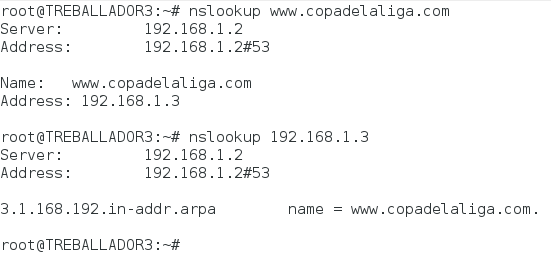 root@TREBALLADOR3:~# nslookup www.copadelaliga.com
Server:         192.168.1.2
Address:        192.168.1.2#53

Name:   www.copadelaliga.com
Address: 192.168.1.3

root@TREBALLADOR3:~# nslookup 192.168.1.3
Server:         192.168.1.2
Address:        192.168.1.2#53

3.1.168.192.in-addr.arpa        name = www.copadelaliga.com.

root@TREBALLADOR3:~#